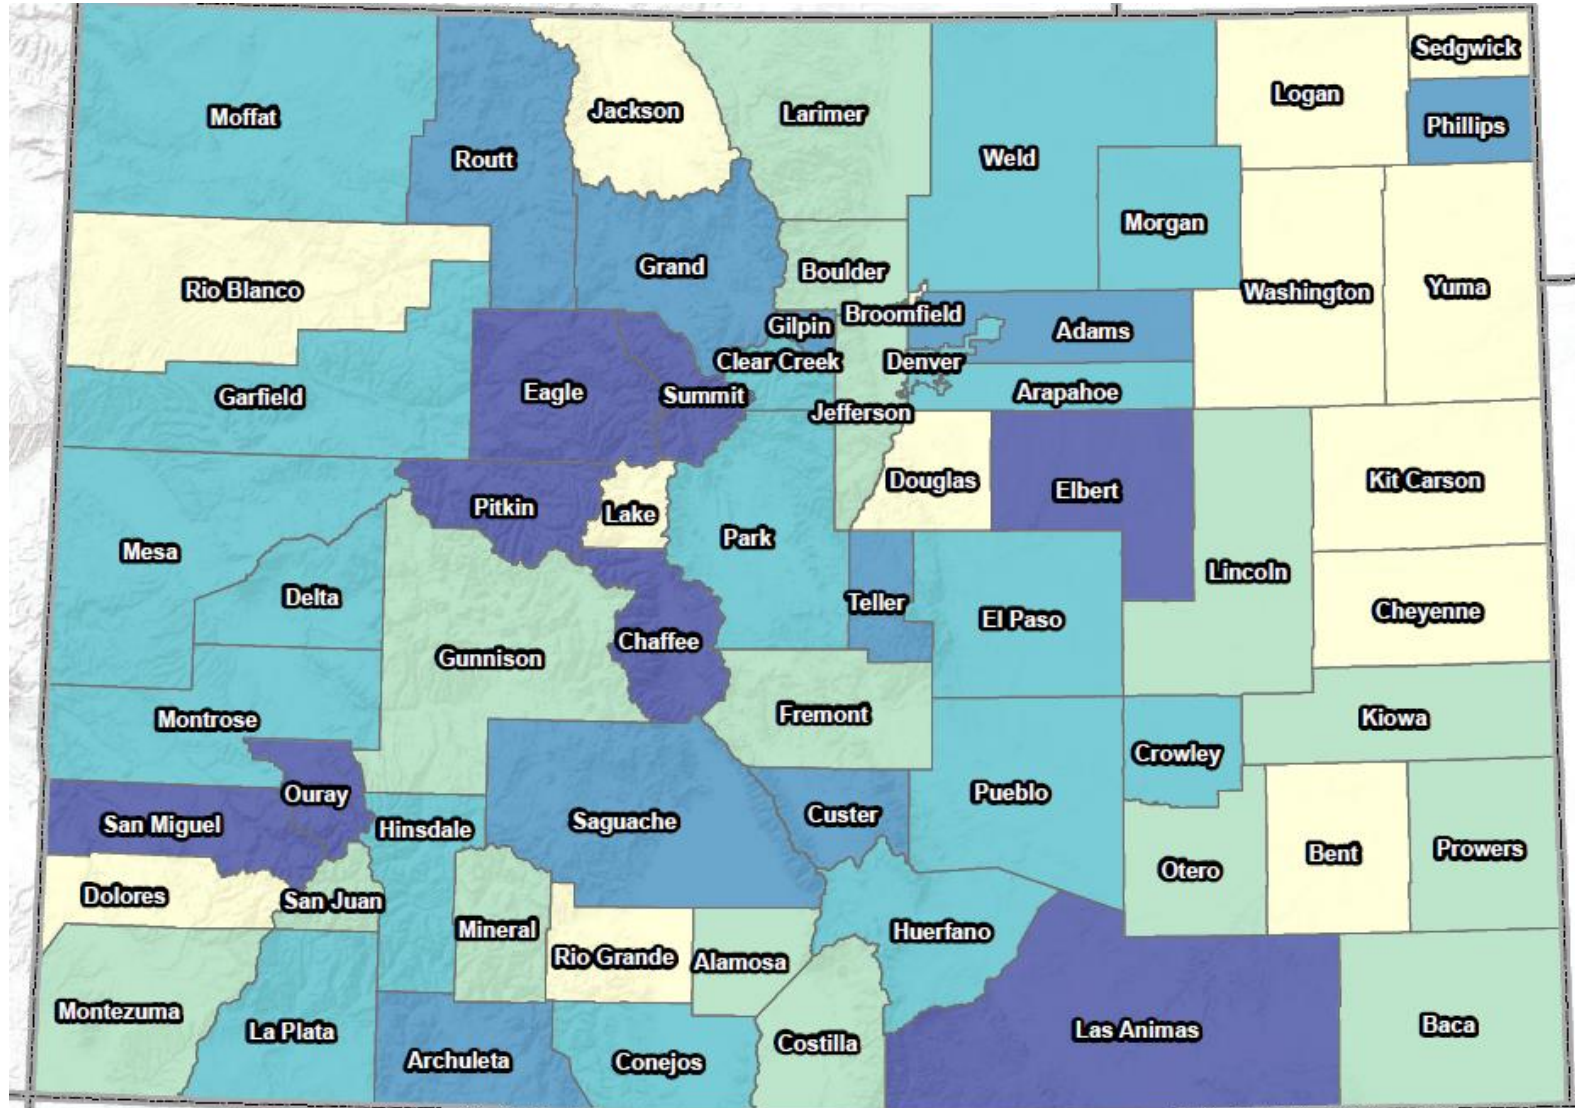 Sedgwick
Logan
Jackson
Larimer
Moffat
Phillips
Routt
Weld
Morgan
Grand
Boulder
Rio Blanco
Washington
Yuma
Broomfield
Gilpin
Adams
Clear Creek
Denver
Eagle
Summit
Garfield
Arapahoe
Jefferson
Douglas
Kit Carson
Elbert
Pitkin
Lake
Park
Mesa
Lincoln
Delta
Teller
Cheyenne
El Paso
Chaffee
Gunnison
Fremont
Montrose
Kiowa
Crowley
Ouray
Pueblo
San Miguel
Hinsdale
Saguache
Custer
Prowers
Bent
Otero
Dolores
San Juan
Mineral
Huerfano
Rio Grande
Alamosa
Montezuma
La Plata
Las Animas
Baca
Costilla
Archuleta
Conejos